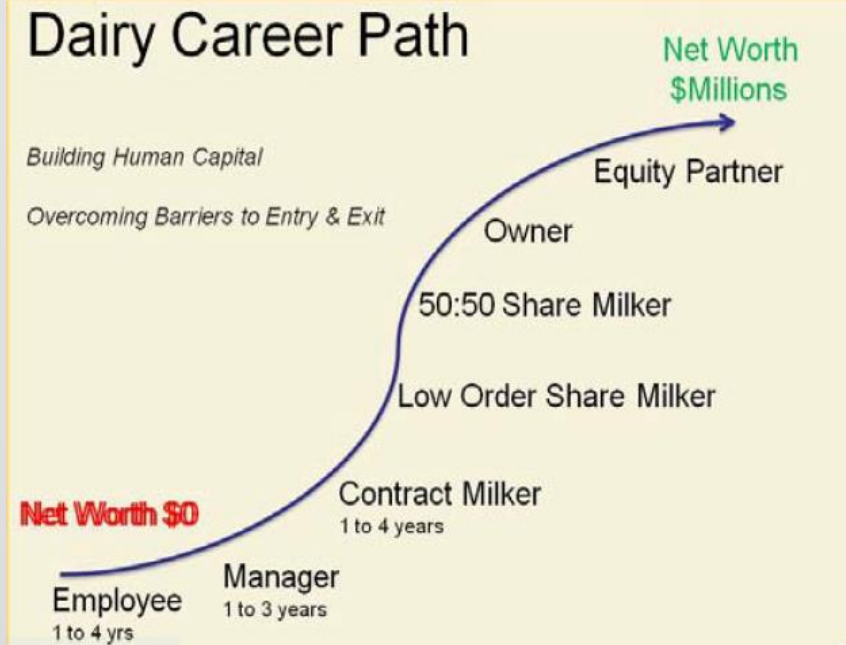 Dairy Career Path
Net Worth
$Millions
Building Human Capital
Equity Partner
Overcoming Barriers to Entry & Exit
Owner
50:50 Share Milker
Low Order Share Milker
Contract Milker
1 to 4 years
Net Worth $0
Manager
1 to 3 years
Employee
1 to 4 yrs